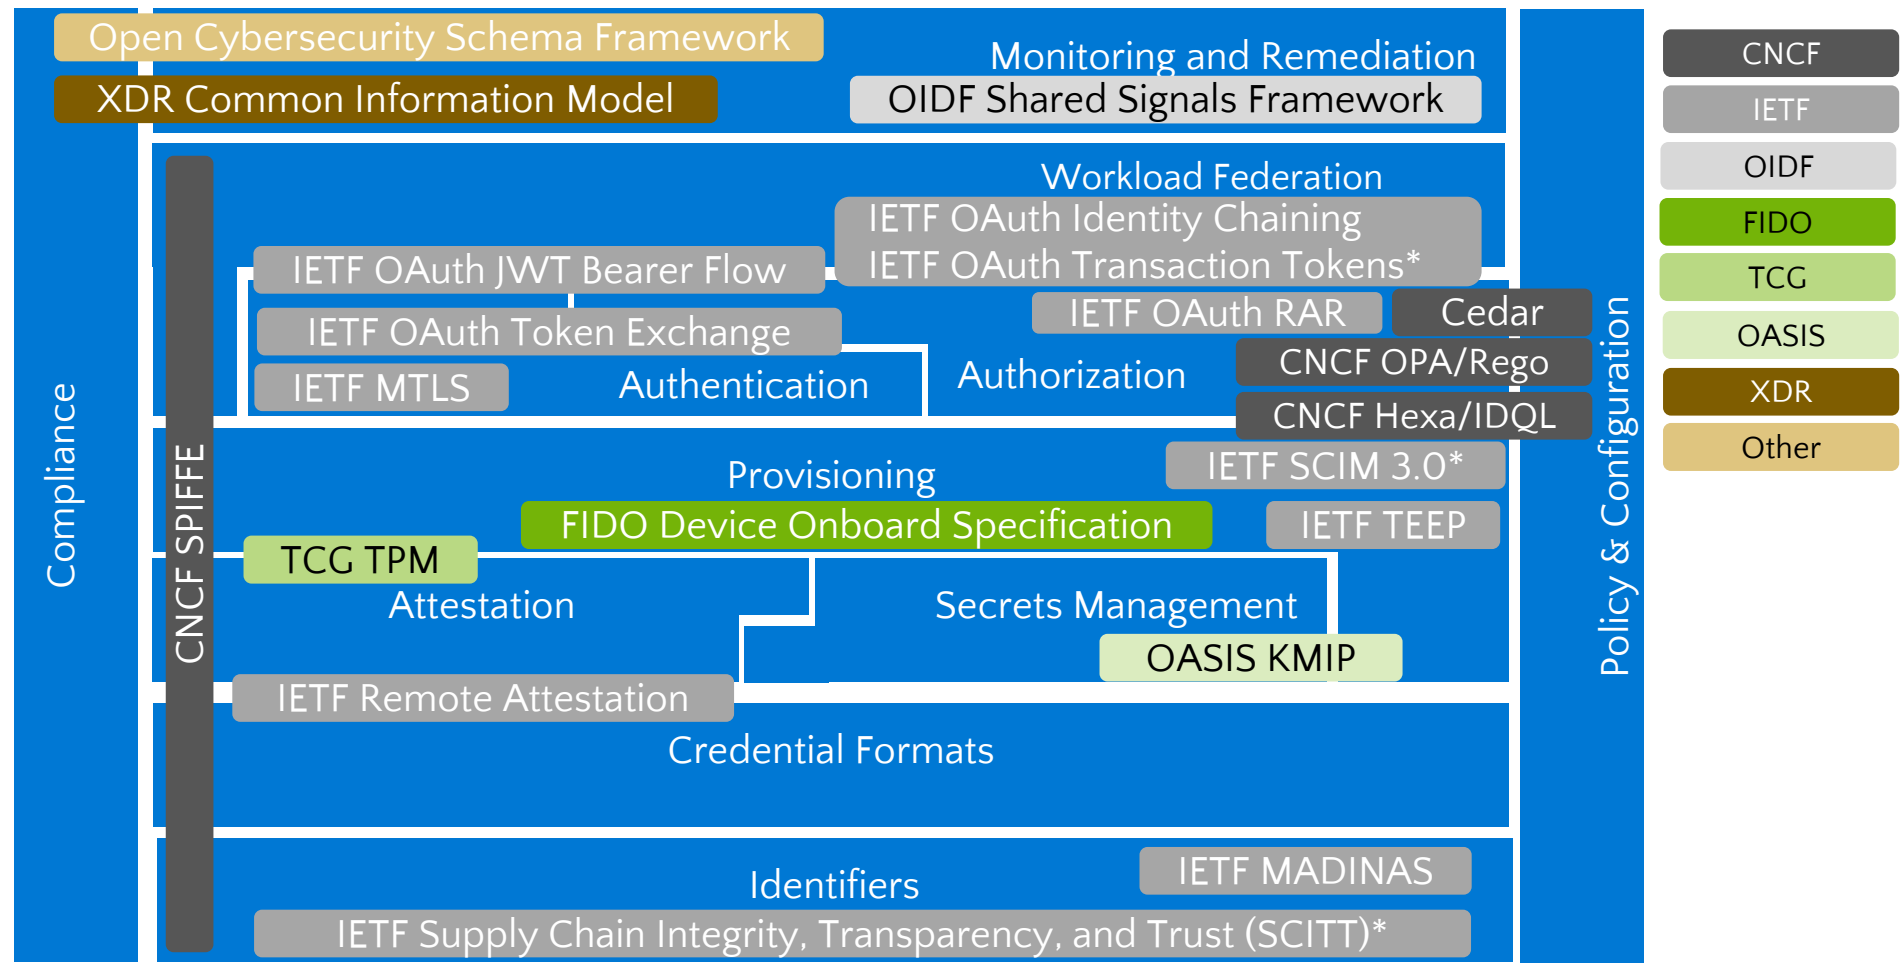 Open Cybersecurity Schema Framework
Monitoring and Remediation
XDR Common Information Model
OIDF Shared Signals Framework
Workload Federation
IETF OAuth Identity Chaining
IETF OAuth Transaction Tokens*
IETF OAuth JWT Bearer Flow
IETF OAuth RAR
Cedar
IETF OAuth Token Exchange
CNCF OPA/Rego
IETF MTLS
Authentication
Authorization
CNCF Hexa/IDQL
Provisioning
IETF SCIM 3.0*
FIDO Device Onboard Specification
IETF TEEP
TCG TPM
Attestation
Secrets Management
OASIS KMIP
IETF Remote Attestation
Credential Formats
Identifiers
IETF MADINAS
IETF Supply Chain Integrity, Transparency, and Trust (SCITT)*
Compliance
CNCF SPIFFE
Policy & Configuration
CNCF
IETF
OIDF
FIDO
TCG
OASIS
XDR
Other